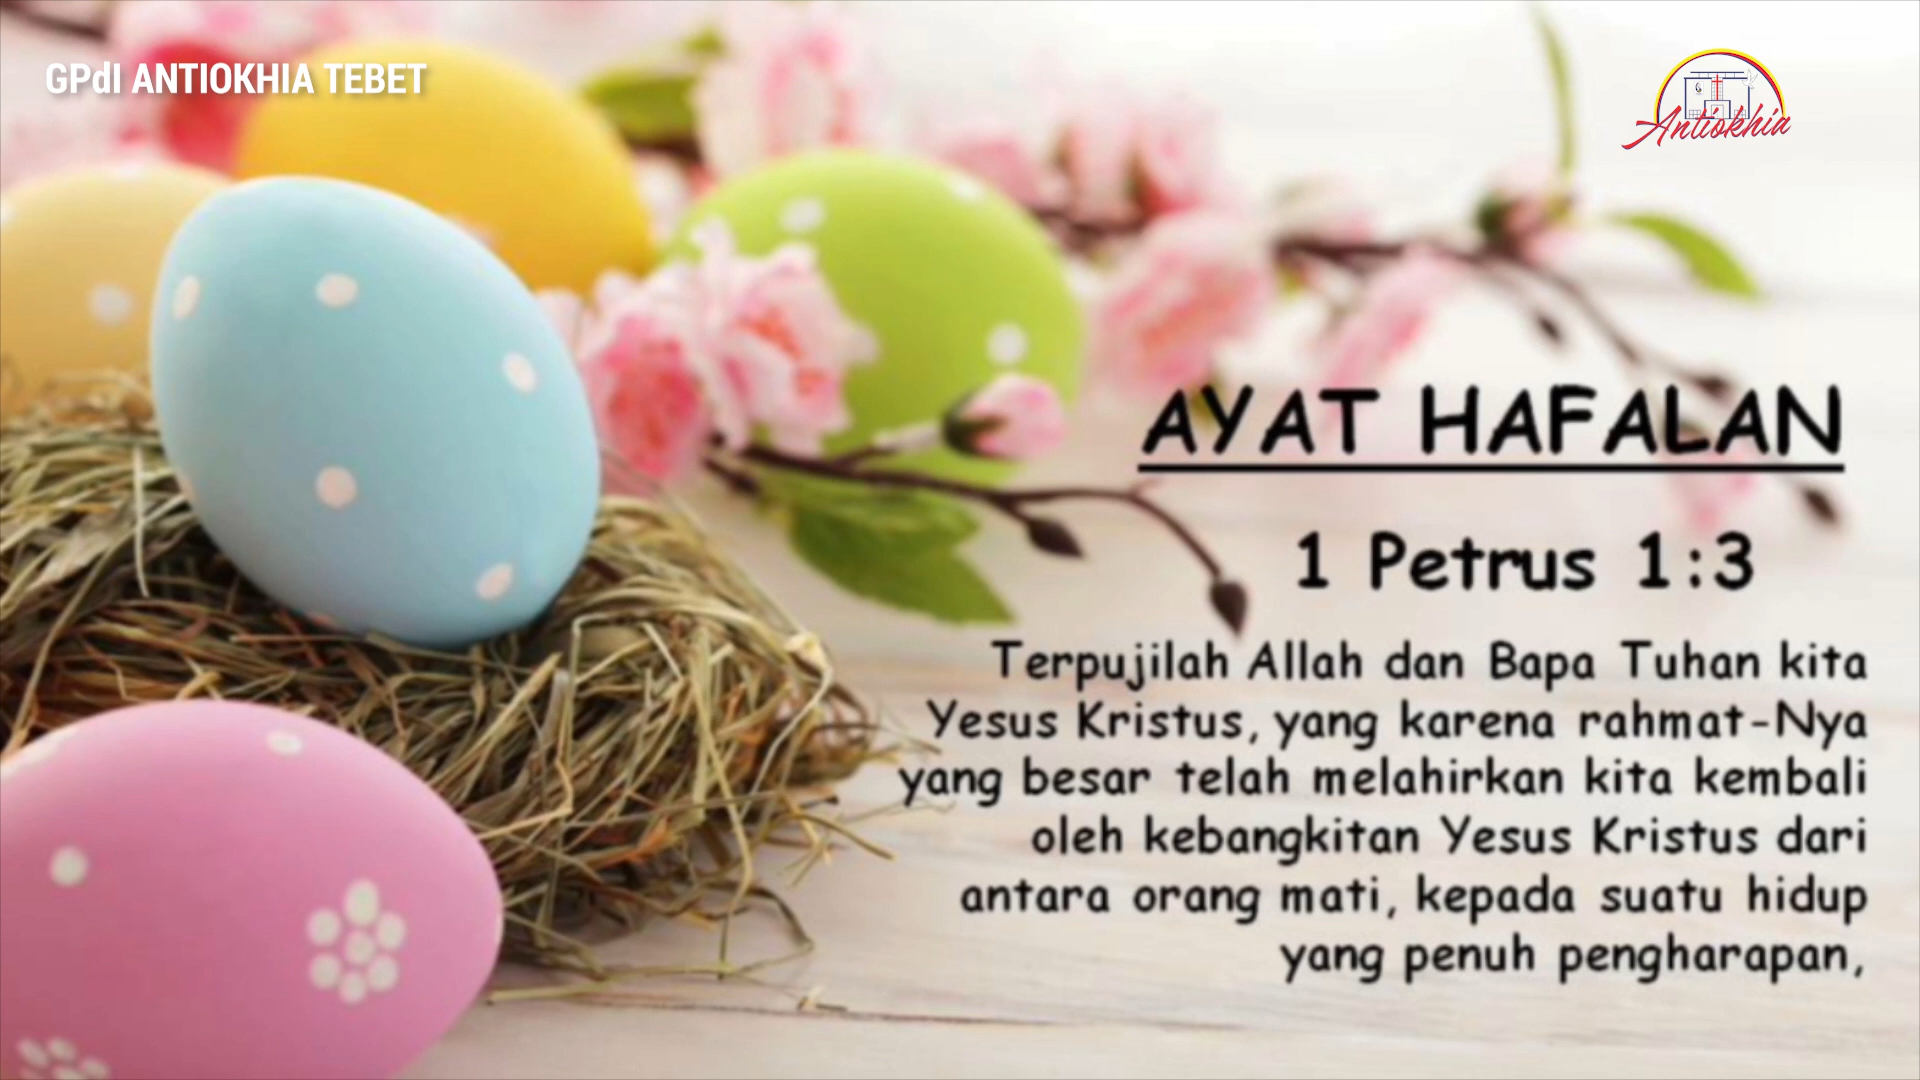 GPdI ANTIOKHIA TEBET
Antiokhia
AYAT HAFALAN
1 Petrus 1:3
Terpujilah Allah dan Bapa Tuhan kita
Yesus Kristus, yang karena rahmat-Nya
yang besar telah melahirkan kita kembali
oleh kebangkitan Yesus Kristus dari
antara orang mati, kepada suatu hidup
yang penuh pengharapan,